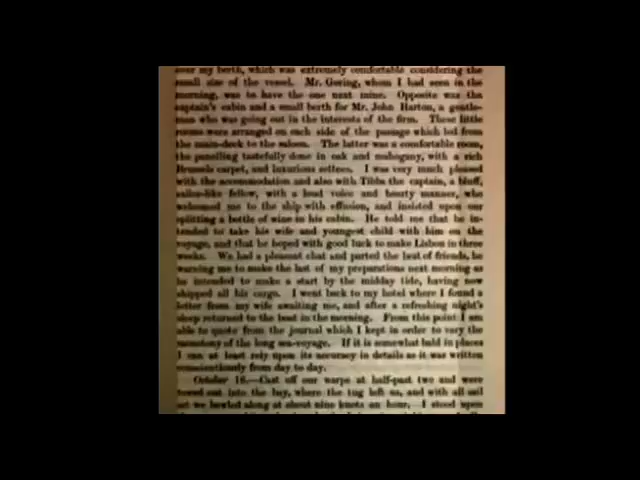 over my berth, which was extremely comfortable considering the
small size of the vessel. Mr. Goring, whom I had seen in the
morning, was to have the one next mine. Opposite was the
captain's cabin and a small berth for Mr. John Harton, a gentle-
man who was going out in the interests of the firm. These little
rooms were arranged on each side of the passage which led from
the main-deck to the saloon. The latter was a comfortable room,
the panelling tastefully done in oak and mahogany, with a rich
Brussels carpet, and luxurious settees. I was very much pleased
with the accommodation and also with Tibbs the captain, a bluff,
sailor-like fellow, with a loud voice and hearty manner, who
welcomed me to the ship with effusion, and insisted upon our
splitting a bottle of wine in his cabin. He told me that he in-
tended to take his wife and youngest child with him on the
voyage, and that he hoped with good luck to make Lisbon in three
weeks. We had a pleasant chat and parted the best of friends, he
warning me to make the last of my preparations next morning as
he intended to make a start by the midday tide, having now
shipped all his cargo. I went back to my hotel where I found a
letter from my wife awaiting me, and after a refreshing night's
sleep returned to the boat in the morning. From this point I am
able to quote from the journal which I kept in order to vary the
monotony of the long sea-voyage. If it is somewhat bald in places
I can at least rely upon its accuracy in details as it was written
conscientiously from day to day.
October 16.—Cast off our warps at half-past two and were
towed out into the bay, where the tug left us, and with all sail
set we bowled along at about nine knots an hour. I stood upon